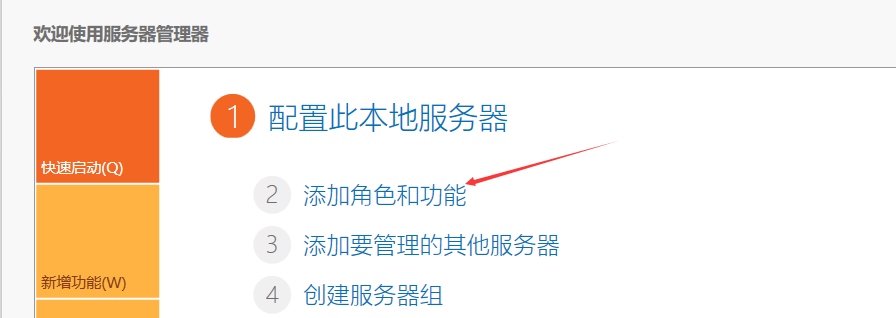 欢迎使用服务器管理器
1 配置此本地服务器
快速启动(Q)
2 添加角色和功能
3 添加要管理的其他服务器
新增功能(W)
4 创建服务器组